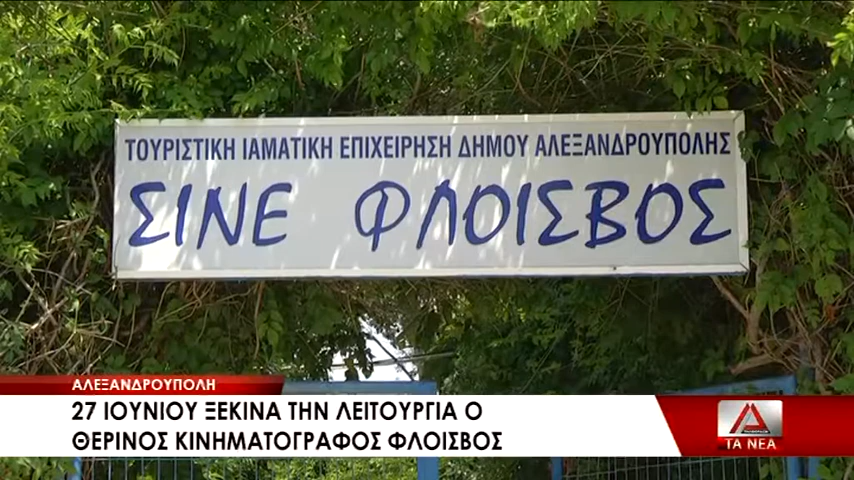 ΤΟΥΡΙΣΤΙΚΗ ΙΑΜΑΤΙΚΗ ΕΠΙΧΕΙΡΗΣΗ ΔΗΜΟΥ ΑΛΕΞΑΝΔΡΟΥΠΟΛΗΣ
ΣΙΝΕ ΦΛΟΙΣΒΟΣ
ΑΛΕΞΑΝΔΡΟΥΠΟΛΗ
27 ΙΟΥΝΙΟΥ ΞΕΚΙΝΑ ΤΗΝ ΛΕΙΤΟΥΡΓΙΑ Ο
ΘΕΡΙΝΟΣ ΚΙΝΗΜΑΤΟΓΡΑΦΟΣ ΦΛΟΙΣΒΟΣ
ΤΑ ΝΕΑ